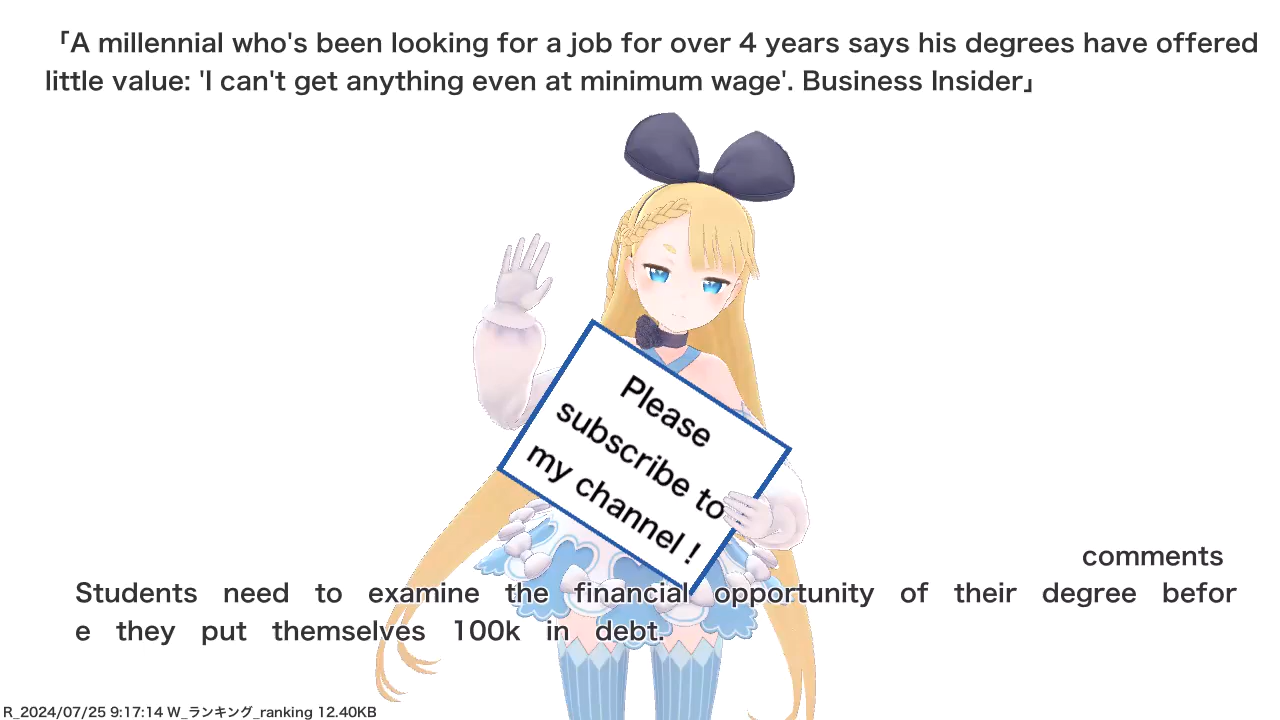 「A millennial who's been looking for a job for over 4 years says his degrees have offered
little value: 'I can't get anything even at minimum wage'. Business Insider」
Please
subscribe to
my channel !
comments
Students need to examine the financial opportunity of their degree befor
e they put themselves 100k in debt.
R_2024/07/25 9:17:14 W_ランキング_ranking 12.40KB